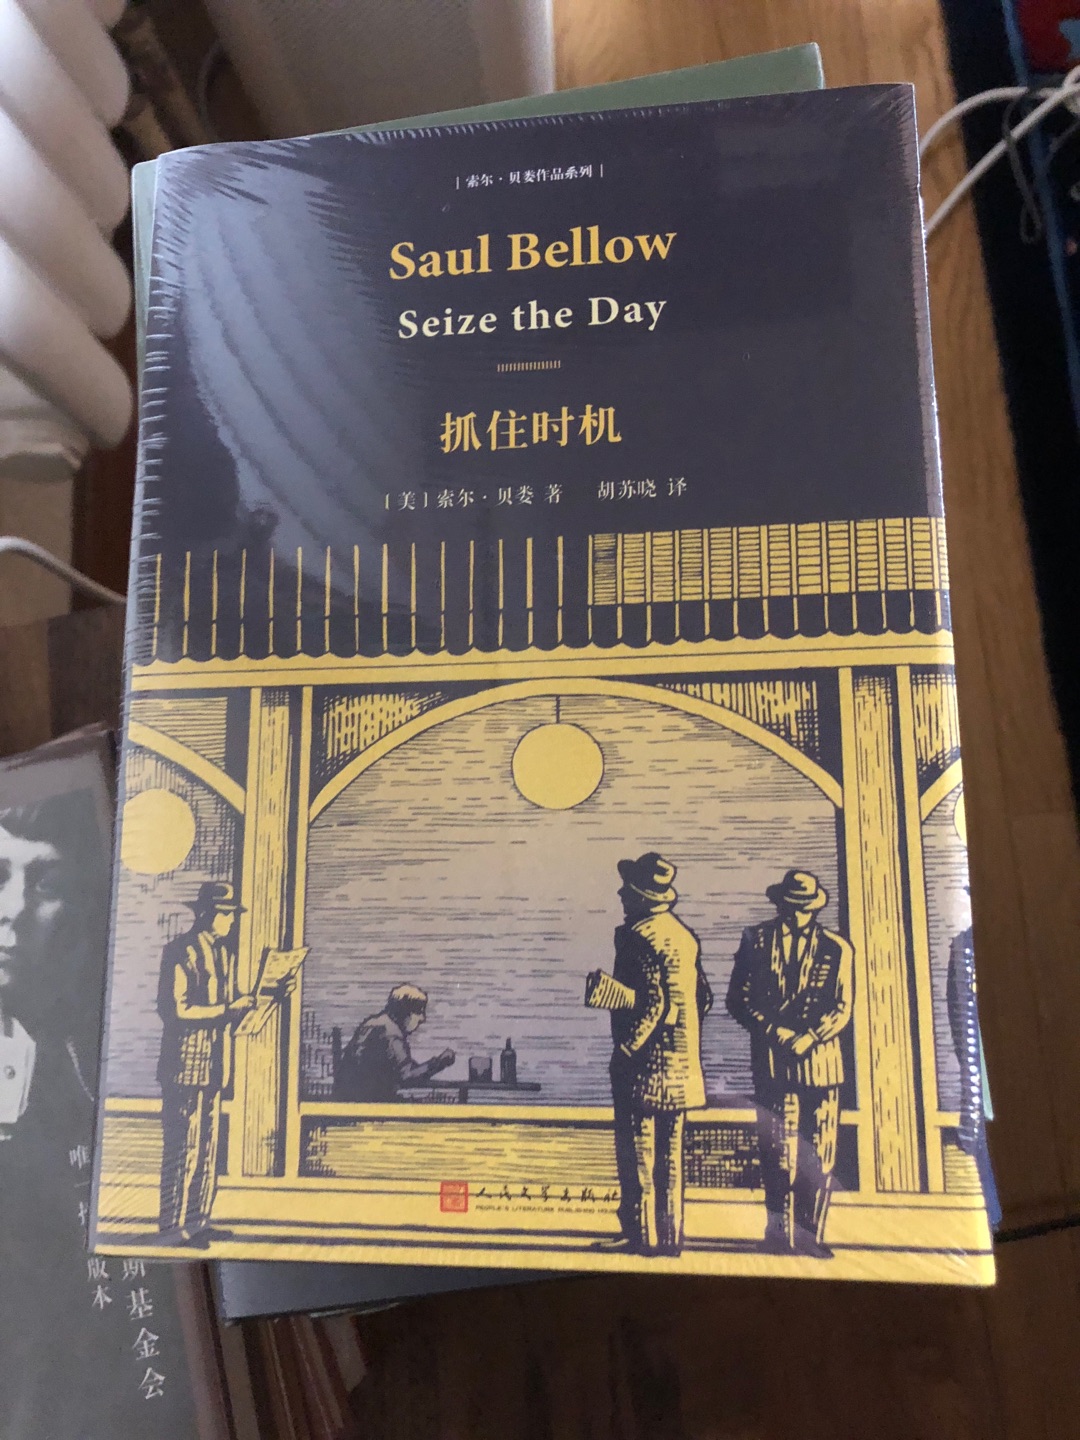 | 索尔·贝娄作品系列 |
Saul Bellow
Seize the Day
抓住时机
[美] 索尔·贝娄 著 胡苏晓 译
人民文学出版社
PEOPLE'S LITERATURE PUBLISHING HOUSE
唯一
版本
斯基金会